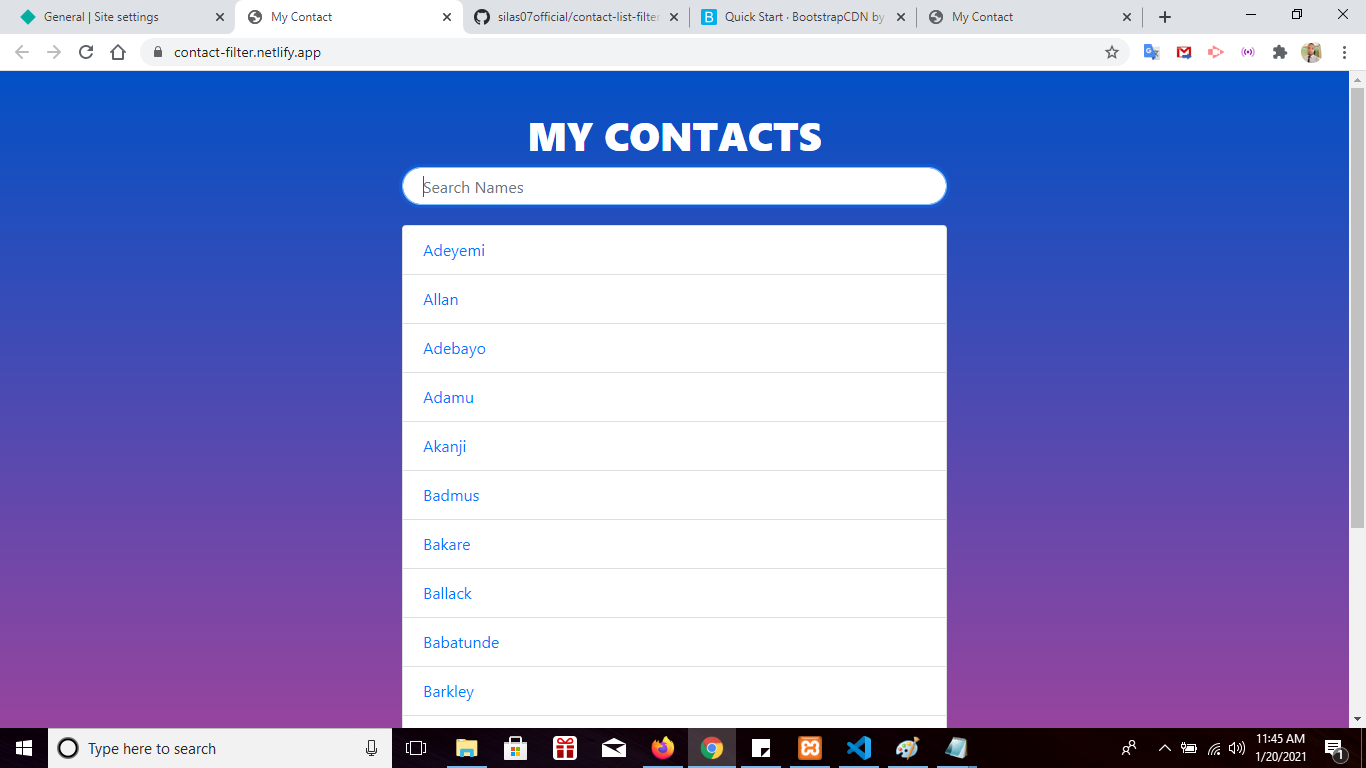 General | Site settings
My Contact
silas07official/contact-list-filter
Quick Start · BootstrapCDN by
My Contact
contact-filter.netlify.app
MY CONTACTS
Search Names
Adeyemi
Allan
Adebayo
Adamu
Akanji
Badmus
Bakare
Ballack
Babatunde
Barkley
Type here to search
11:45 AM
1/20/2021
1